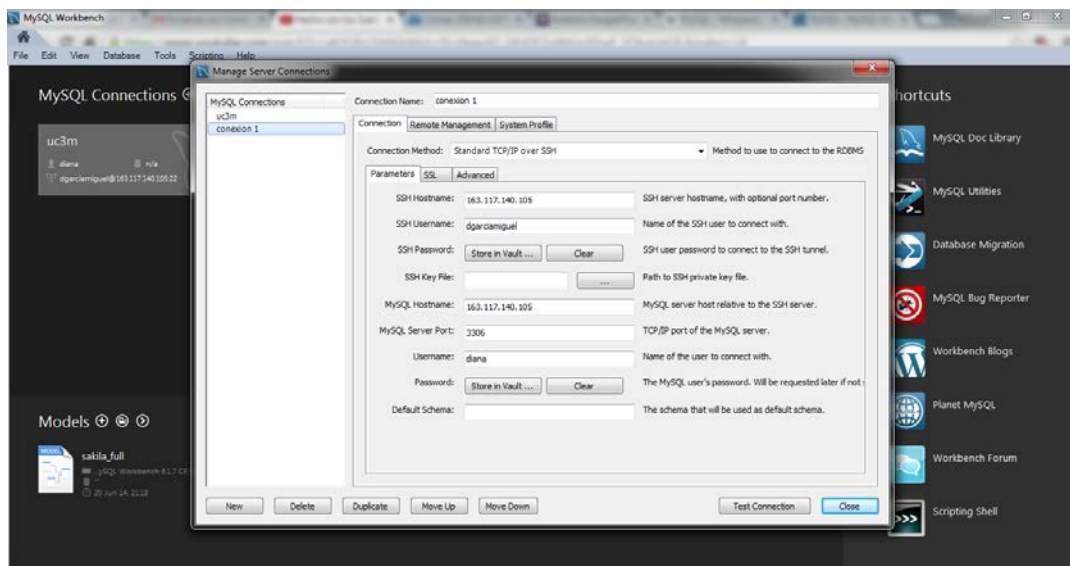 MySQL Workbench
File Edit View Database Tools Scripting Help
MySQL Connections
uc3m
diana n/a
dgarciamiguel@163.117.140.105:22
Models
MODEL
sakila_full
20 Jun 14, 21:18
Manage Server Connections
MySQL Connections
uc3m
conexion 1
Connection Name: conexion 1
Connection Remote Management System Profile
Connection Method: Standard TCP/IP over SSH Method to use to connect to the RDBMS
Parameters SSL Advanced
SSH Hostname: 163.117.140.105 SSH server hostname, with optional port number.
SSH Username: dgarciamiguel Name of the SSH user to connect with.
SSH Password: Store in Vault ... Clear SSH user password to connect to the SSH tunnel.
SSH Key File: ... Path to SSH private key file.
MySQL Hostname: 163.117.140.105 MySQL server host relative to the SSH server.
MySQL Server Port: 3306 TCP/IP port of the MySQL server.
Username: diana Name of the user to connect with.
Password: Store in Vault ... Clear The MySQL user's password. Will be requested later if not
Default Schema: The schema that will be used as default schema.
New Delete Duplicate Move Up Move Down Test Connection Close
hortcuts
MySQL Doc Library
MySQL Utilities
Database Migration
MySQL Bug Reporter
Workbench Blogs
Planet MySQL
Workbench Forum
Scripting Shell